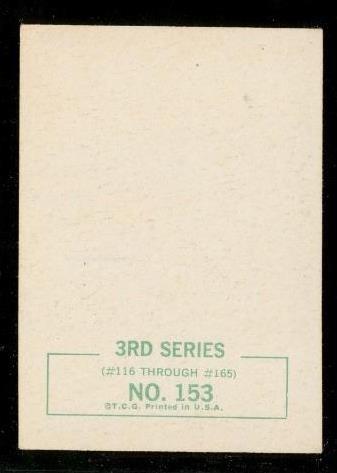 3RD SERIES
(#116 THROUGH #165)
NO. 153
©T.C.G. Printed in U.S.A.